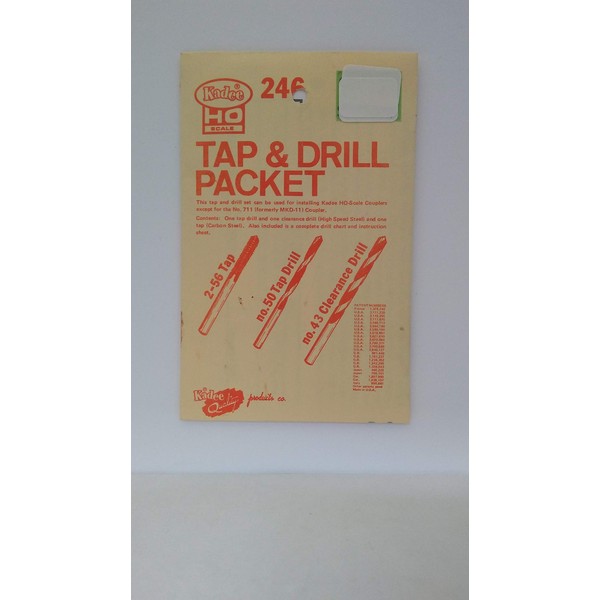 Kadee®
HO
SCALE
246
TAP & DRILL
PACKET
This tap and drill set can be used for installing Kadee HO-Scale Couplers
except for the No. 711 (formerly MKD-11) Coupler.
Contents: One tap drill and one clearance drill (High Speed Steel) and one
tap (Carbon Steel). Also included is a complete drill chart and instruction
sheet.
2-56 Tap
no. 50 Tap Drill
no. 43 Clearance Drill
Kadee
Quality products co.